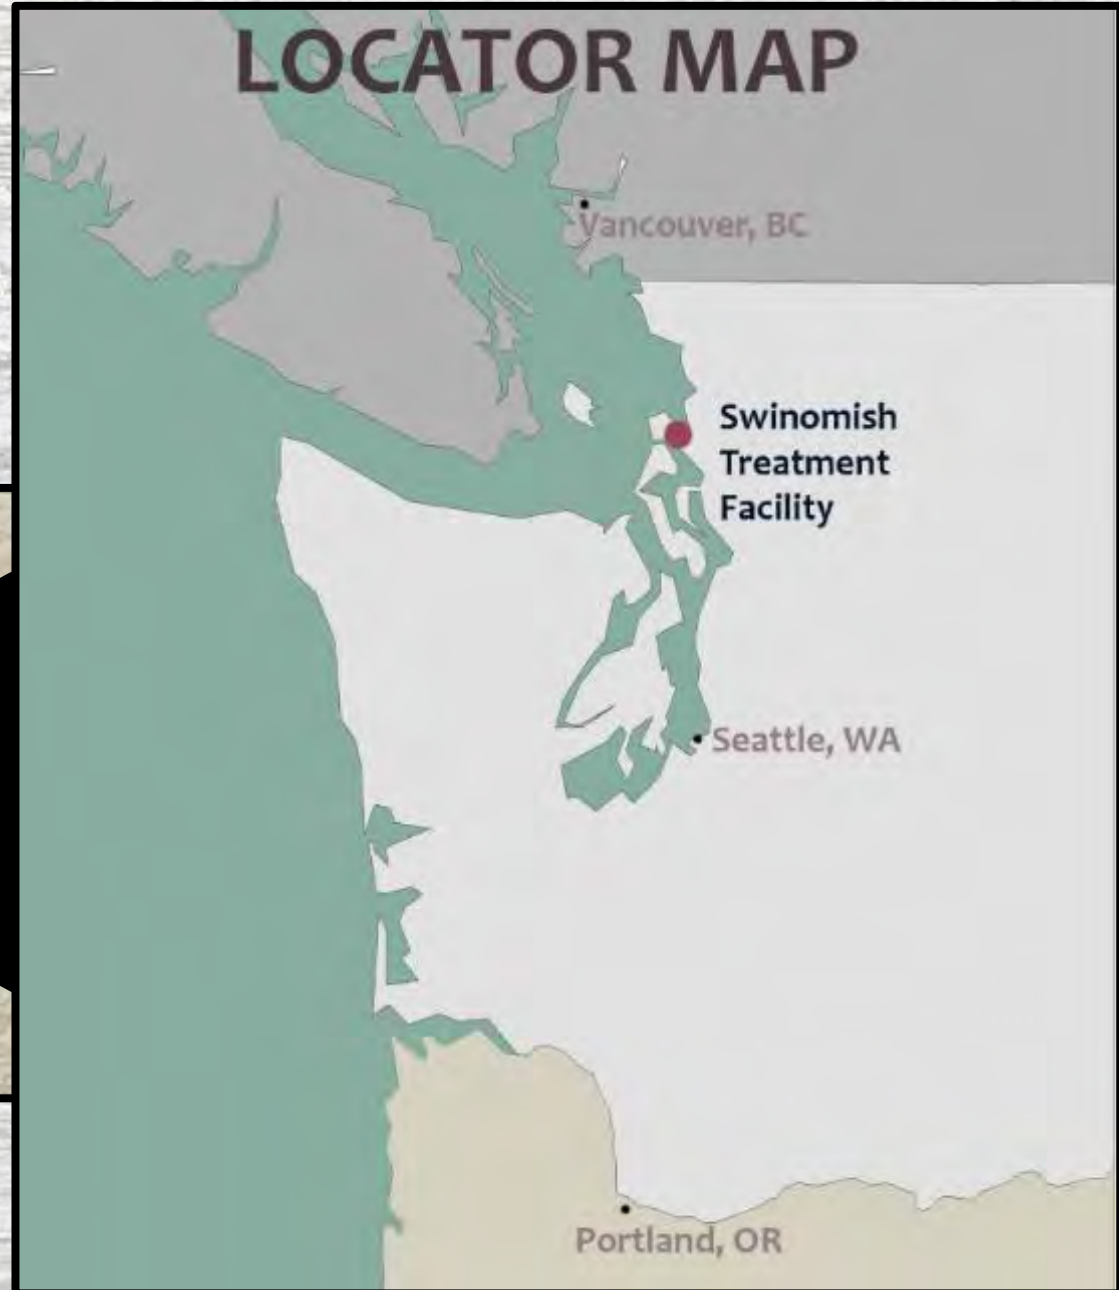 LOCATOR MAP
Vancouver, BC
Swinomish
Treatment
Facility
Seattle, WA
Portland, OR